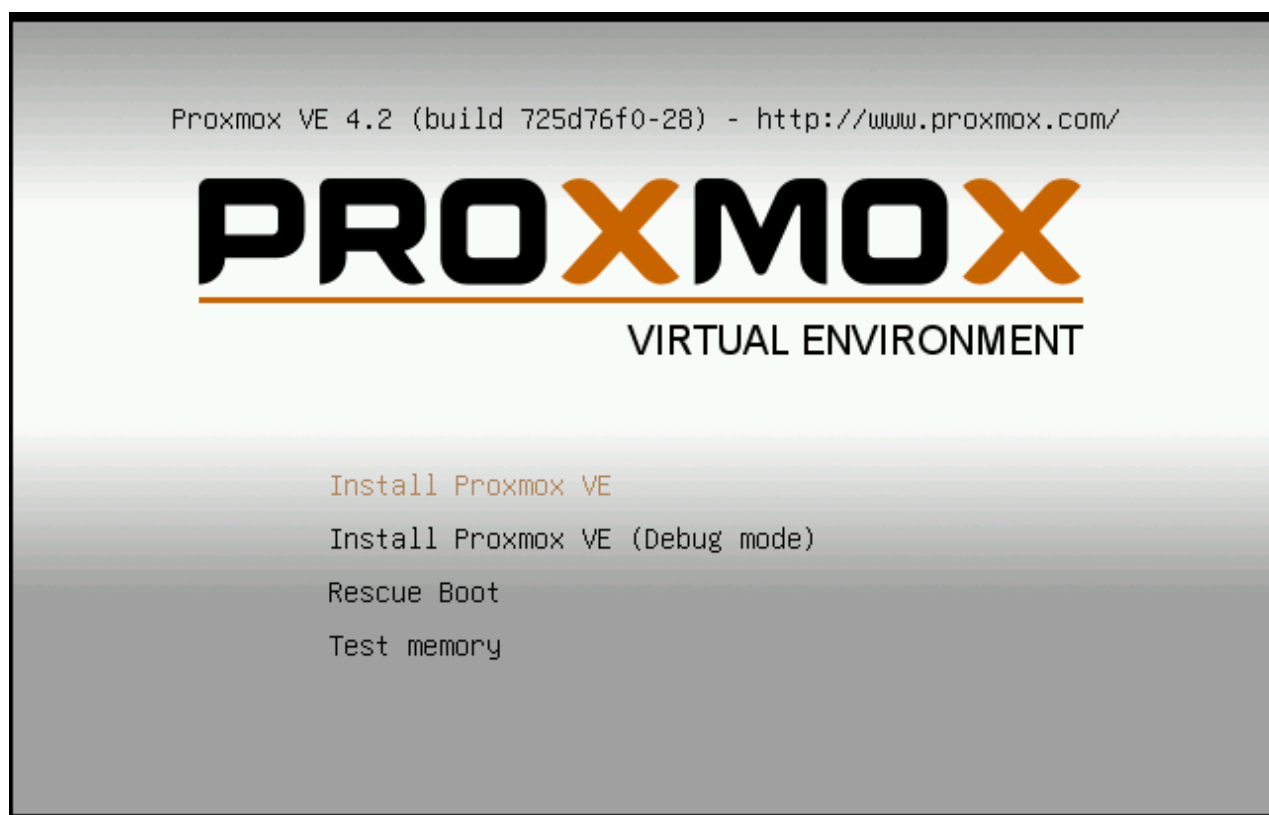 Proxmox VE 4.2 (build 725d76f0-28) - http://www.proxmox.com/
PROXMOX
VIRTUAL ENVIRONMENT
Install Proxmox VE
Install Proxmox VE (Debug mode)
Rescue Boot
Test memory